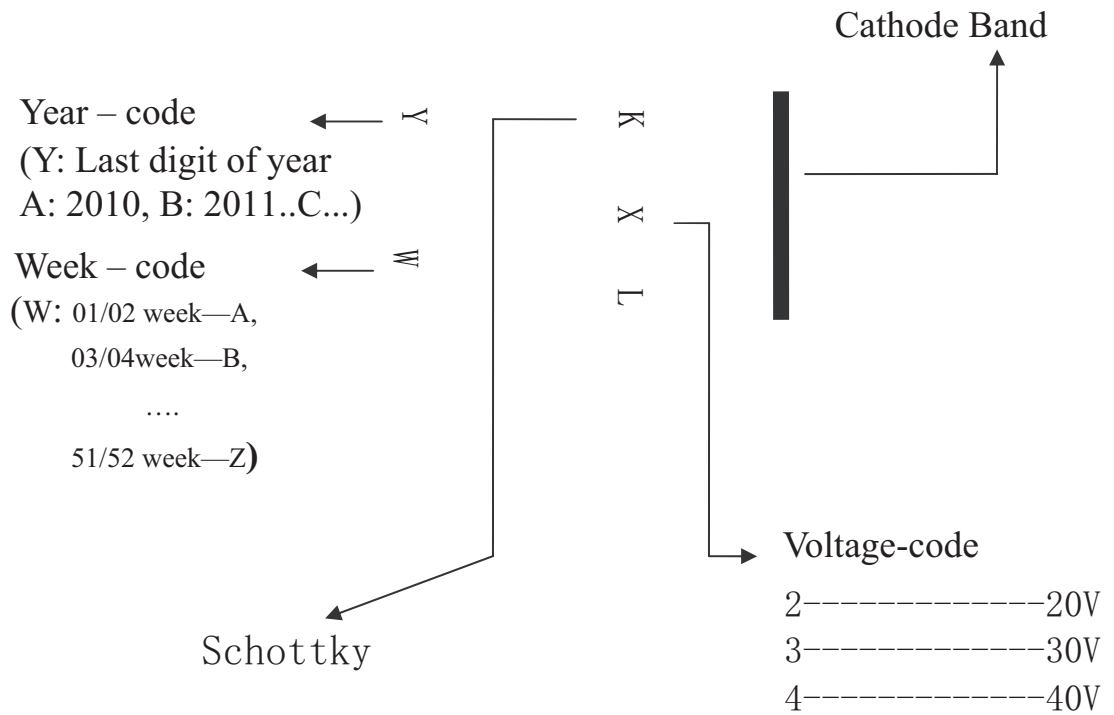 Cathode Band
Year – code
(Y: Last digit of year
A: 2010, B: 2011..C...)
Y
K
X
L
Week – code
W
(W: 01/02 week—A,
03/04week—B,
....
51/52 week—Z)
Voltage-code
2-------------20V
3-------------30V
4-------------40V
Schottky